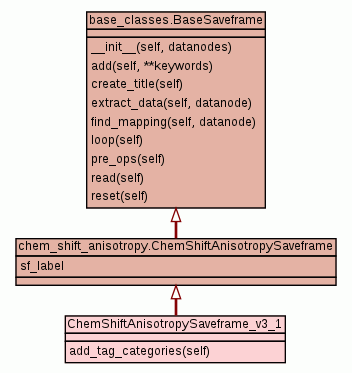 base_classes.BaseSaveframe
__init__(self, datanodes)
add(self, **keywords)
create_title(self)
extract_data(self, datanode)
find_mapping(self, datanode)
loop(self)
pre_ops(self)
read(self)
reset(self)
chem_shift_anisotropy.ChemShiftAnisotropySaveframe
sf_label
ChemShiftAnisotropySaveframe_v3_1
add_tag_categories(self)